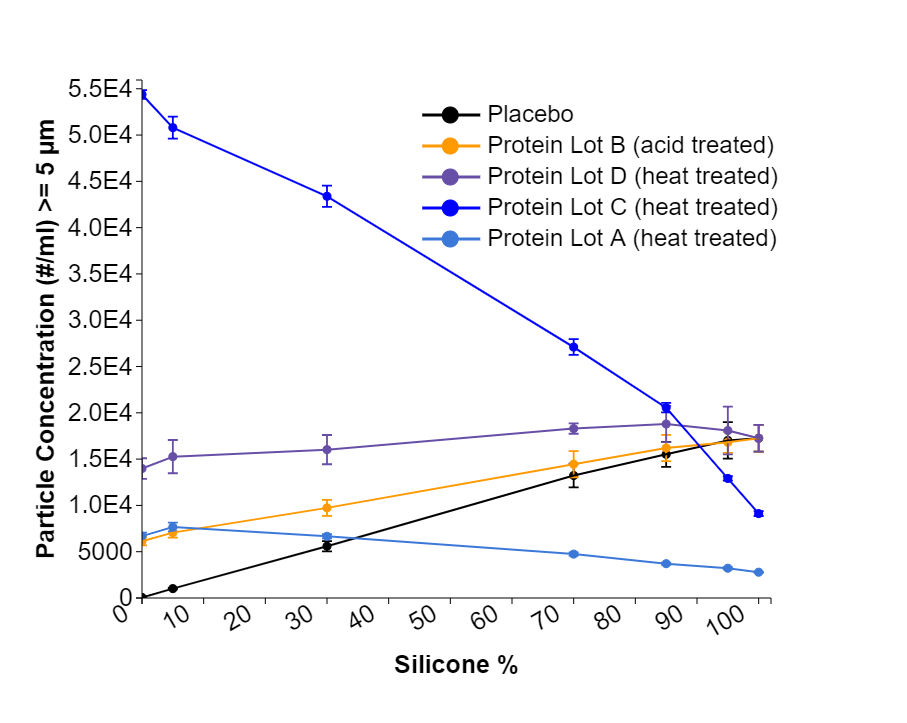 Particle Concentration (#/ml) >= 5 µm
5.5E4
5.0E4
4.5E4
4.0E4
3.5E4
3.0E4
2.5E4
2.0E4
1.5E4
1.0E4
5000
0
Placebo
Protein Lot B (acid treated)
Protein Lot D (heat treated)
Protein Lot C (heat treated)
Protein Lot A (heat treated)
0 10 20 30 40 50 60 70 80 90 100
Silicone %